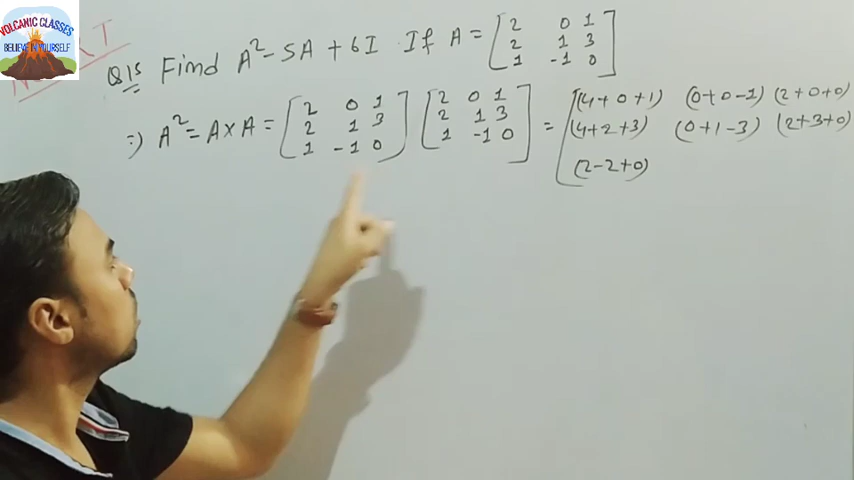 VOLCANIC CLASSES
BELIEVE IN YOURSELF
Q15 Find A² - 5A + 6I . If A = [2 0 1
2 1 3
1 -1 0]
=) A² = A × A = [2 0 1 [2 0 1 = [(4+0+1) (0+0-1) (2+0+0)
2 1 3 2 1 3 (4+2+3) (0+1-3) (2+3+0)
1 -1 0] 1 -1 0] (2-2+0)